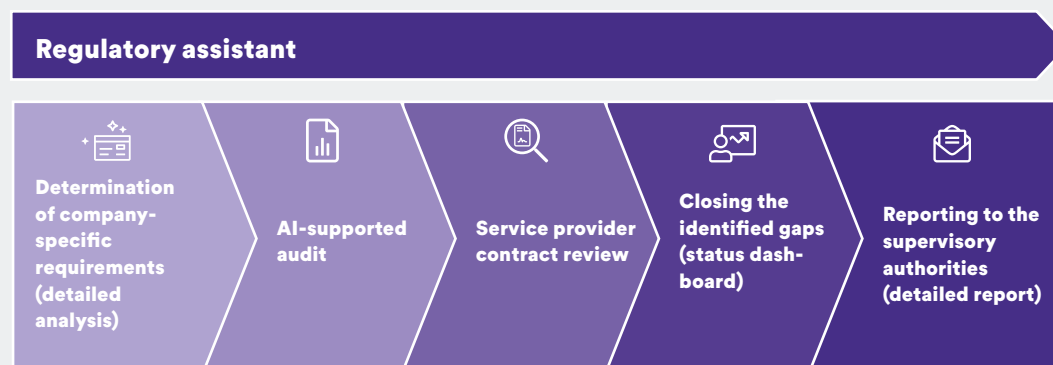 Regulatory assistant
Determination
of company-
specific
requirements
(detailed
analysis)
AI-supported
audit
Service provider
contract review
Closing the
identified gaps
(status dash-
board)
Reporting to the
supervisory
authorities
(detailed report)